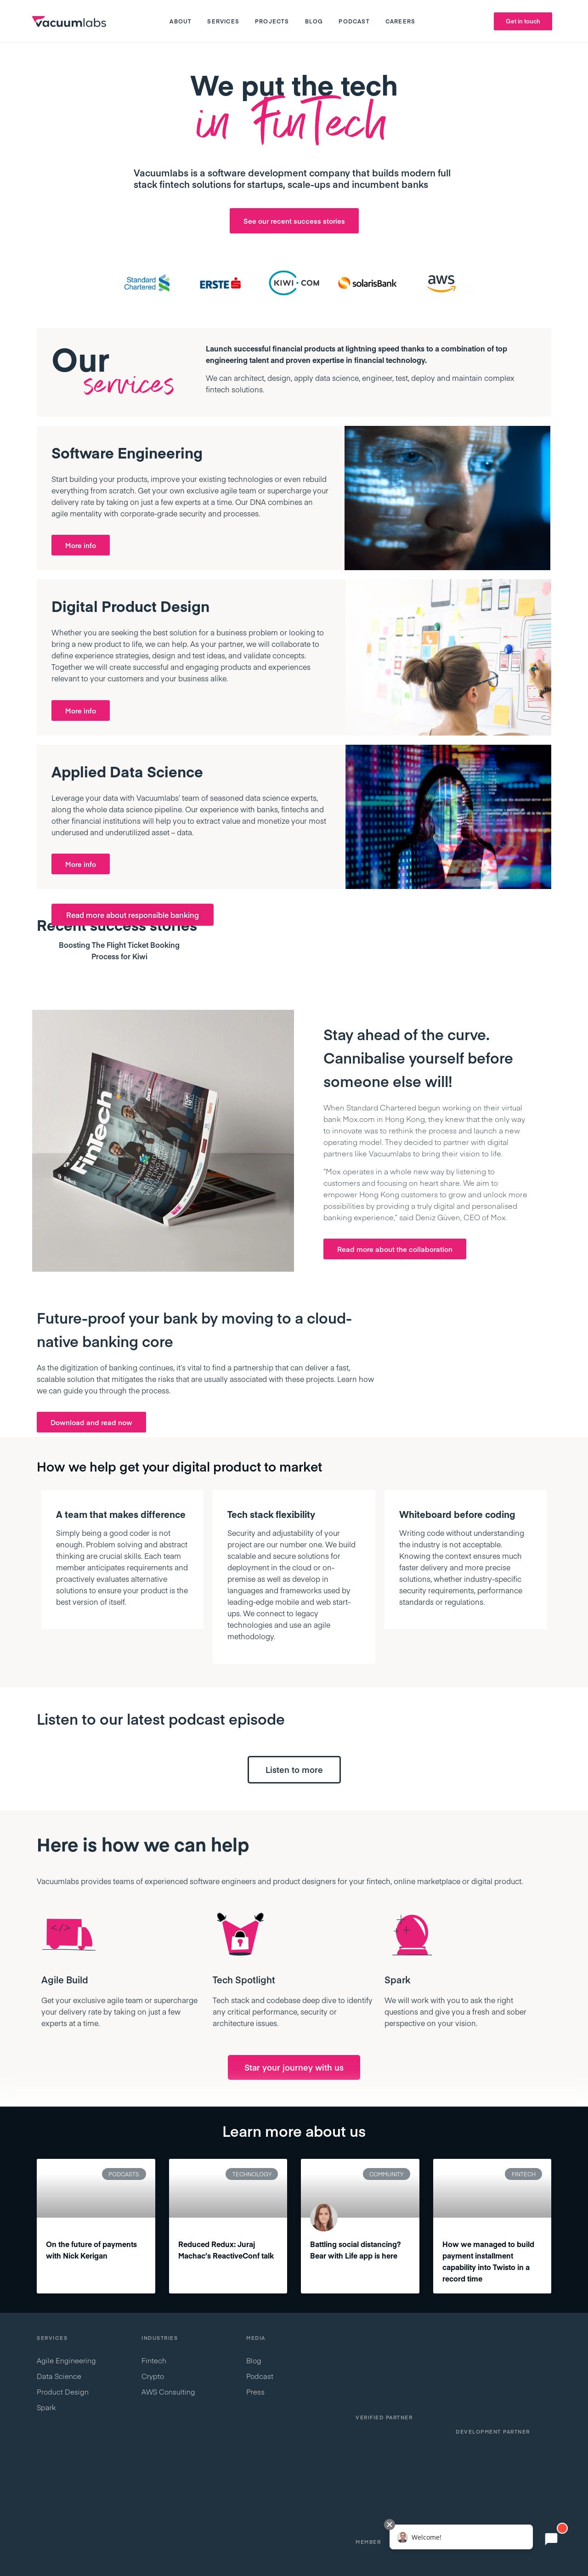 vacuumlabs
ABOUT
SERVICES
PROJECTS
BLOG
PODCAST
CAREERS
Get in touch
We put the tech
in FinTech
Vacuumlabs is a software development company that builds modern full
stack fintech solutions for startups, scale-ups and incumbent banks
See our recent success stories
Standard
Chartered
ERSTE
KIWI.COM
solarisBank
aws
Our
services
Launch successful financial products at lightning speed thanks to a combination of top
engineering talent and proven expertise in financial technology.
We can architect, design, apply data science, engineer, test, deploy and maintain complex
fintech solutions.
Software Engineering
Start building your products, improve your existing technologies or even rebuild
everything from scratch. Get your own exclusive agile team or supercharge your
delivery rate by taking on just a few experts at a time. Our DNA combines an
agile mentality with corporate-grade security and processes.
More info
Digital Product Design
Whether you are seeking the best solution for a business problem or looking to
bring a new product to life, we can help. As your partner, we will collaborate to
define experience strategies, design and test ideas, and validate concepts.
Together we will create successful and engaging products and experiences
relevant to your customers and your business alike.
More info
Applied Data Science
Leverage your data with Vacuumlabs' team of seasoned data science experts,
along the whole data science pipeline. Our experience with banks, fintechs and
other financial institutions will help you to extract value and monetize your most
underused and underutilized asset – data.
More info
Read more about responsible banking
Recent success stories
Boosting The Flight Ticket Booking
Process for Kiwi
FinTech
Stay ahead of the curve.
Cannibalise yourself before
someone else will!
When Standard Chartered begun working on their virtual
bank Mox.com in Hong Kong, they knew that the only way
to innovate was to rethink the process and launch a new
operating model. They decided to partner with digital
partners like Vacuumlabs to bring their vision to life.
"Mox operates in a whole new way by listening to
customers and focusing on heart share. We aim to
empower Hong Kong customers to grow and unlock more
possibilities by providing a truly digital and personalised
banking experience," said Deniz Güven, CEO of Mox.
Read more about the collaboration
Future-proof your bank by moving to a cloud-
native banking core
As the digitization of banking continues, it's vital to find a partnership that can deliver a fast,
scalable solution that mitigates the risks that are usually associated with these projects. Learn how
we can guide you through the process.
Download and read now
How we help get your digital product to market
A team that makes difference
Simply being a good coder is not
enough. Problem solving and abstract
thinking are crucial skills. Each team
member anticipates requirements and
proactively evaluates alternative
solutions to ensure your product is the
best version of itself.
Tech stack flexibility
Security and adjustability of your
project are our number one. We build
scalable and secure solutions for
deployment in the cloud or on-
premise as well as develop in
languages and frameworks used by
leading-edge mobile and web start-
ups. We connect to legacy
technologies and use an agile
methodology.
Whiteboard before coding
Writing code without understanding
the industry is not acceptable.
Knowing the context ensures much
faster delivery and more precise
solutions, whether industry-specific
security requirements, performance
standards or regulations.
Listen to our latest podcast episode
Listen to more
Here is how we can help
Vacuumlabs provides teams of experienced software engineers and product designers for your fintech, online marketplace or digital product.
</>
Agile Build
Get your exclusive agile team or supercharge
your delivery rate by taking on just a few
experts at a time.
Tech Spotlight
Tech stack and codebase deep dive to identify
any critical performance, security or
architecture issues.
Spark
We will work with you to ask the right
questions and give you a fresh and sober
perspective on your vision.
Star your journey with us
Learn more about us
PODCASTS
On the future of payments
with Nick Kerigan
TECHNOLOGY
Reduced Redux: Juraj
Machac's ReactiveConf talk
COMMUNITY
Battling social distancing?
Bear with Life app is here
FINTECH
How we managed to build
payment installment
capability into Twisto in a
record time
SERVICES
Agile Engineering
Data Science
Product Design
Spark
INDUSTRIES
Fintech
Crypto
AWS Consulting
MEDIA
Blog
Podcast
Press
VERIFIED PARTNER
DEVELOPMENT PARTNER
MEMBER
Welcome!